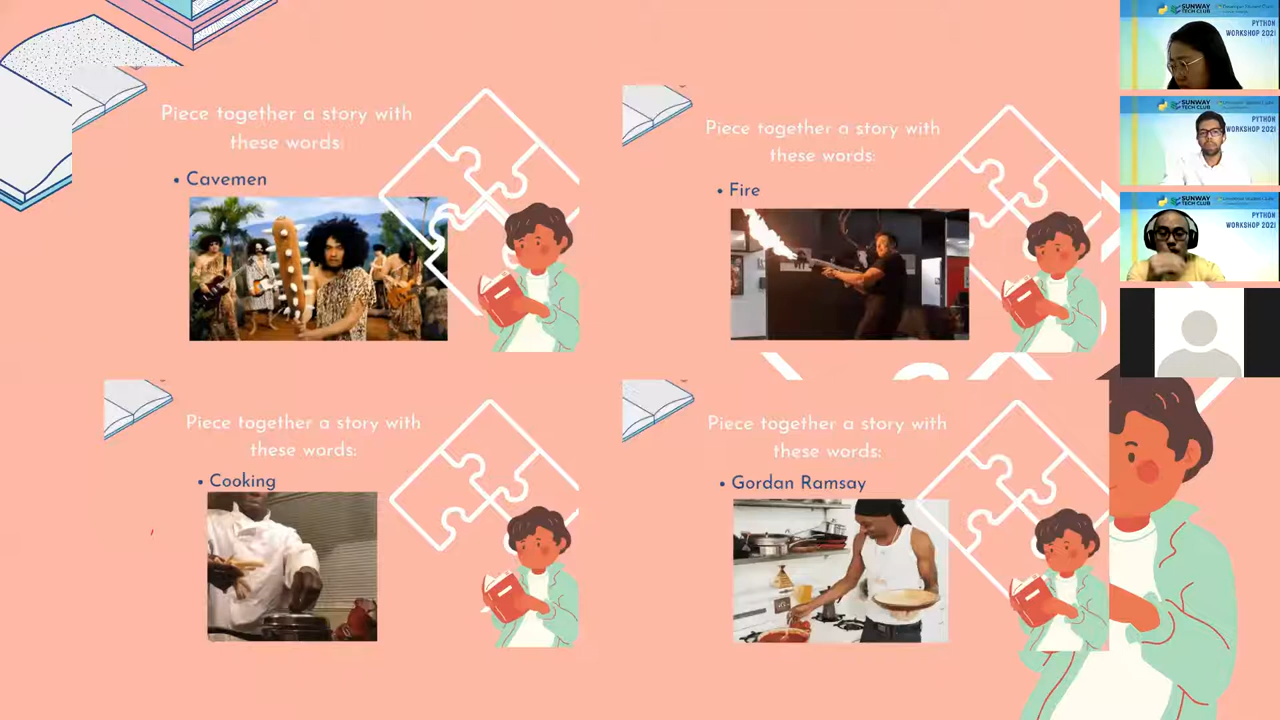 Piece together a story with
these words:
• Cavemen
Piece together a story with
these words:
• Fire
Piece together a story with
these words:
• Cooking
Piece together a story with
these words:
• Gordan Ramsay
SUNWAY
TECH CLUB
PYTHON
WORKSHOP 2021
SUNWAY
TECH CLUB
PYTHON
WORKSHOP 2021
SUNWAY
TECH CLUB
PYTHON
WORKSHOP 2021